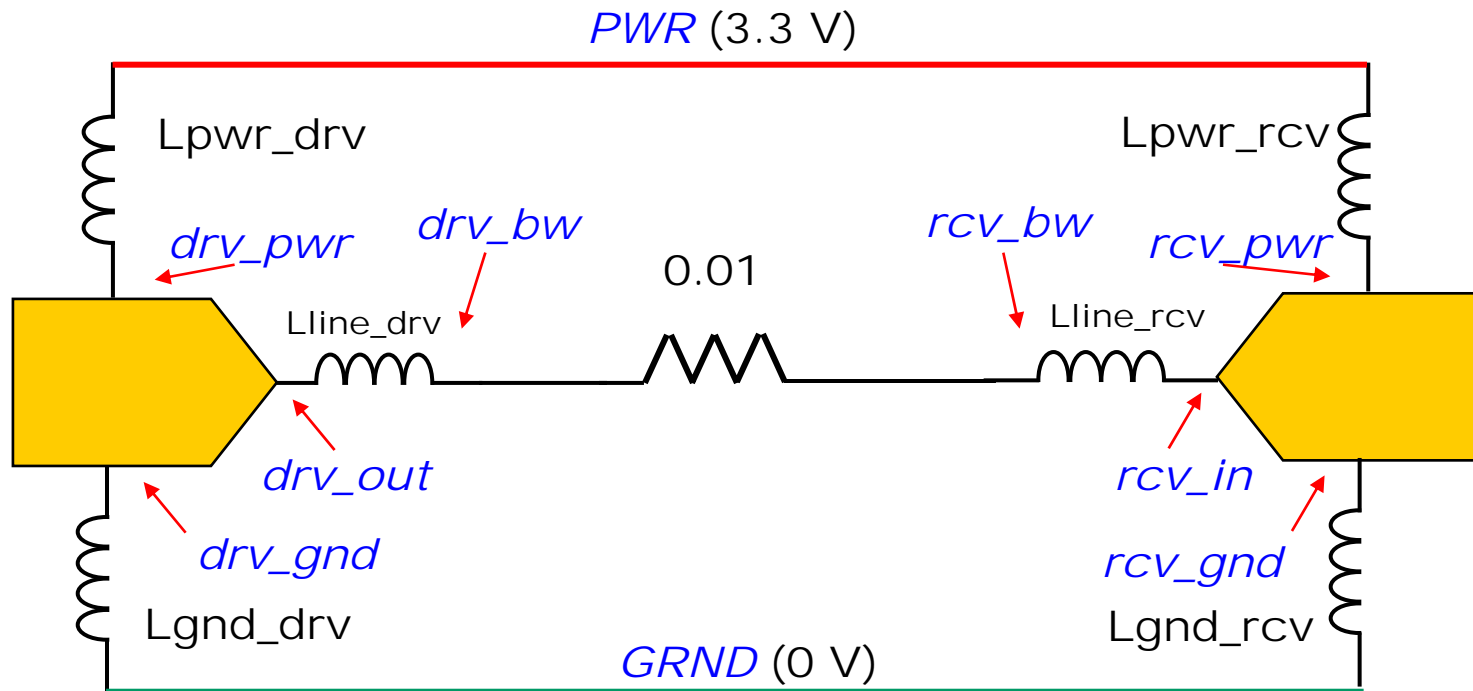 PWR (3.3 V)
Lpwr_drv
Lpwr_rcv
drv_pwr
drv_bw
rcv_bw
rcv_pwr
0.01
Lline_drv
Lline_rcv
drv_out
rcv_in
drv_gnd
rcv_gnd
Lgnd_drv
Lgnd_rcv
GRND (0 V)